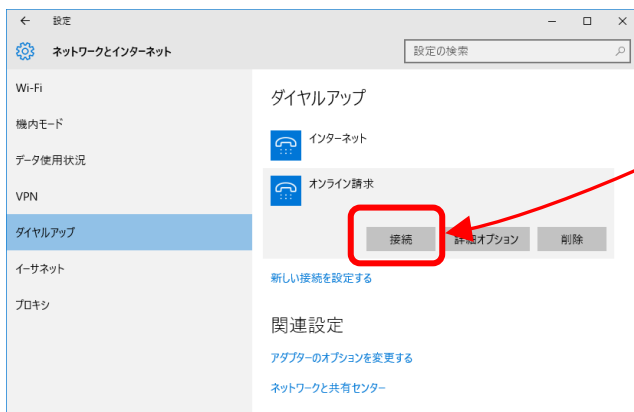 設定
ネットワークとインターネット
設定の検索
Wi-Fi
機内モード
データ使用状況
VPN
ダイヤルアップ
イーサネット
プロキシ
ダイヤルアップ
インターネット
オンライン請求
接続
詳細オプション
削除
新しい接続を設定する
関連設定
アダプターのオプションを変更する
ネットワークと共有センター